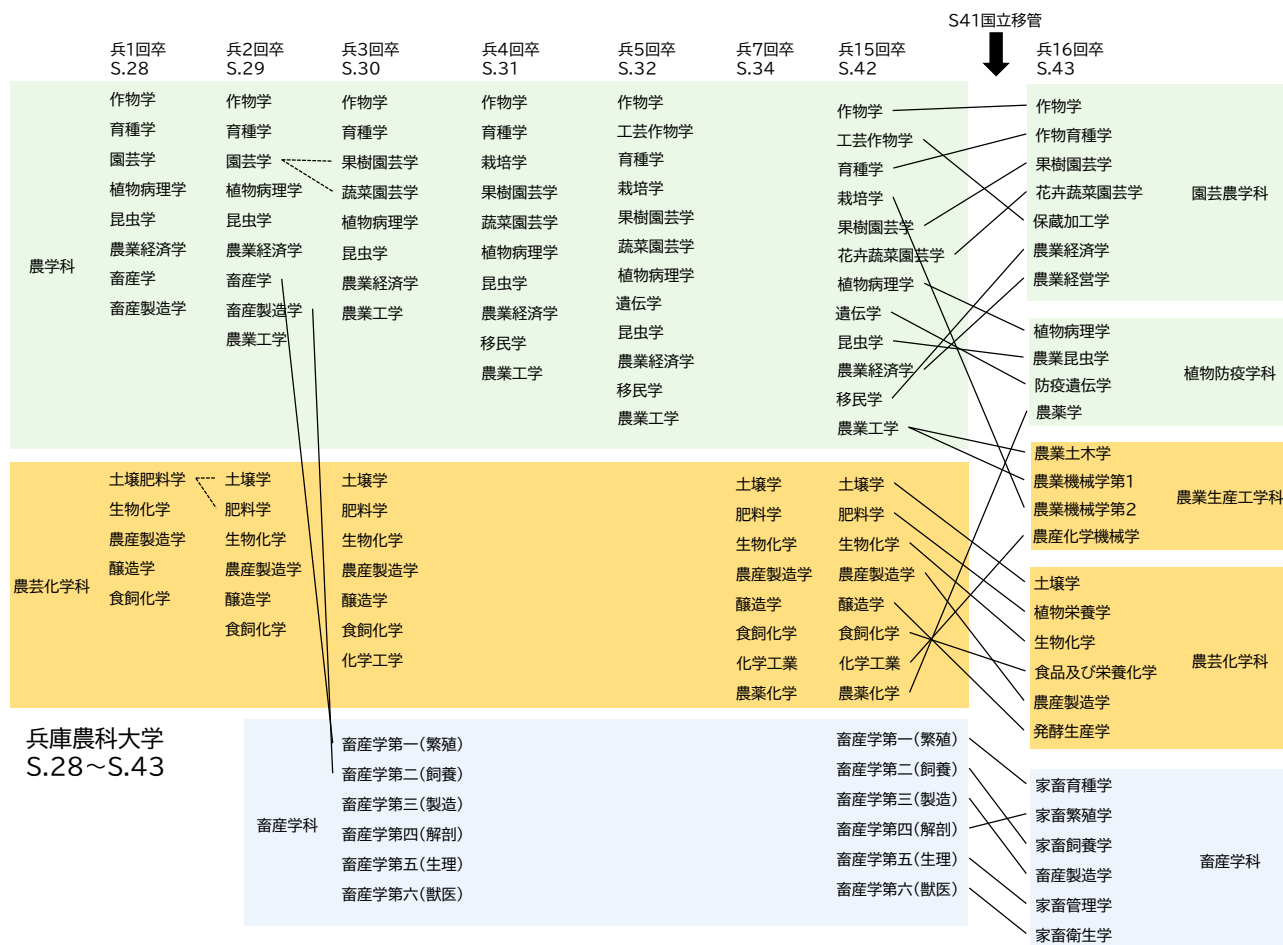 S41国立移管
兵1回卒
S.28
兵2回卒
S.29
兵3回卒
S.30
兵4回卒
S.31
兵5回卒
S.32
兵7回卒
S.34
兵15回卒
S.42
兵16回卒
S.43
農学科
作物学
育種学
園芸学
植物病理学
昆虫学
農業経済学
畜産学
畜産製造学
作物学
育種学
園芸学
植物病理学
昆虫学
農業経済学
畜産学
畜産製造学
農業工学
作物学
育種学
果樹園芸学
蔬菜園芸学
植物病理学
昆虫学
農業経済学
農業工学
作物学
育種学
栽培学
果樹園芸学
蔬菜園芸学
植物病理学
昆虫学
農業経済学
移民学
農業工学
作物学
工芸作物学
育種学
栽培学
果樹園芸学
蔬菜園芸学
植物病理学
遺伝学
昆虫学
農業経済学
移民学
農業工学
作物学
工芸作物学
育種学
栽培学
果樹園芸学
花卉蔬菜園芸学
植物病理学
遺伝学
昆虫学
農業経済学
移民学
農業工学
作物学
作物育種学
果樹園芸学
花卉蔬菜園芸学
保蔵加工学
農業経済学
農業経営学
園芸農学科
植物病理学
農業昆虫学
防疫遺伝学
農薬学
植物防疫学科
農業土木学
農業機械学第1
農業機械学第2
農産化学機械学
農業生産工学科
農芸化学科
土壌肥料学
生物化学
農産製造学
醸造学
食飼化学
土壌学
肥料学
生物化学
農産製造学
醸造学
食飼化学
土壌学
肥料学
生物化学
農産製造学
醸造学
食飼化学
化学工学
土壌学
肥料学
生物化学
農産製造学
醸造学
食飼化学
化学工業
農薬化学
土壌学
肥料学
生物化学
農産製造学
醸造学
食飼化学
化学工業
農薬化学
土壌学
植物栄養学
生物化学
食品及び栄養化学
農産製造学
発酵生産学
農芸化学科
兵庫農科大学
S.28～S.43
畜産学科
畜産学第一(繁殖)
畜産学第二(飼養)
畜産学第三(製造)
畜産学第四(解剖)
畜産学第五(生理)
畜産学第六(獣医)
畜産学第一(繁殖)
畜産学第二(飼養)
畜産学第三(製造)
畜産学第四(解剖)
畜産学第五(生理)
畜産学第六(獣医)
家畜育種学
家畜繁殖学
家畜飼養学
畜産製造学
家畜管理学
家畜衛生学
畜産学科